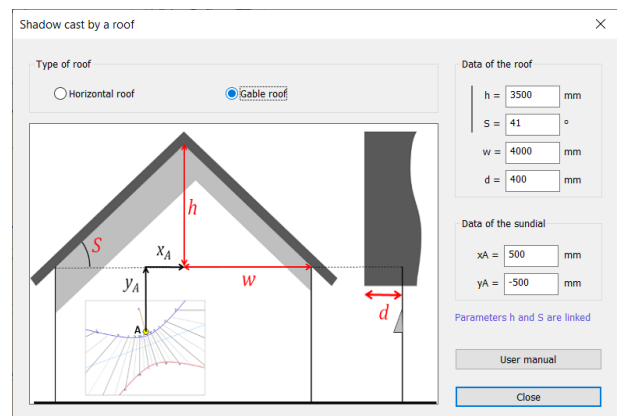 Shadow cast by a roof
Type of roof
Horizontal roof
Gable roof
h
S
x_A
w
y_A
d
A
Data of the roof
h = 3500 mm
S = 41 °
w = 4000 mm
d = 400 mm
Data of the sundial
xA = 500 mm
yA = -500 mm
Parameters h and S are linked
User manual
Close